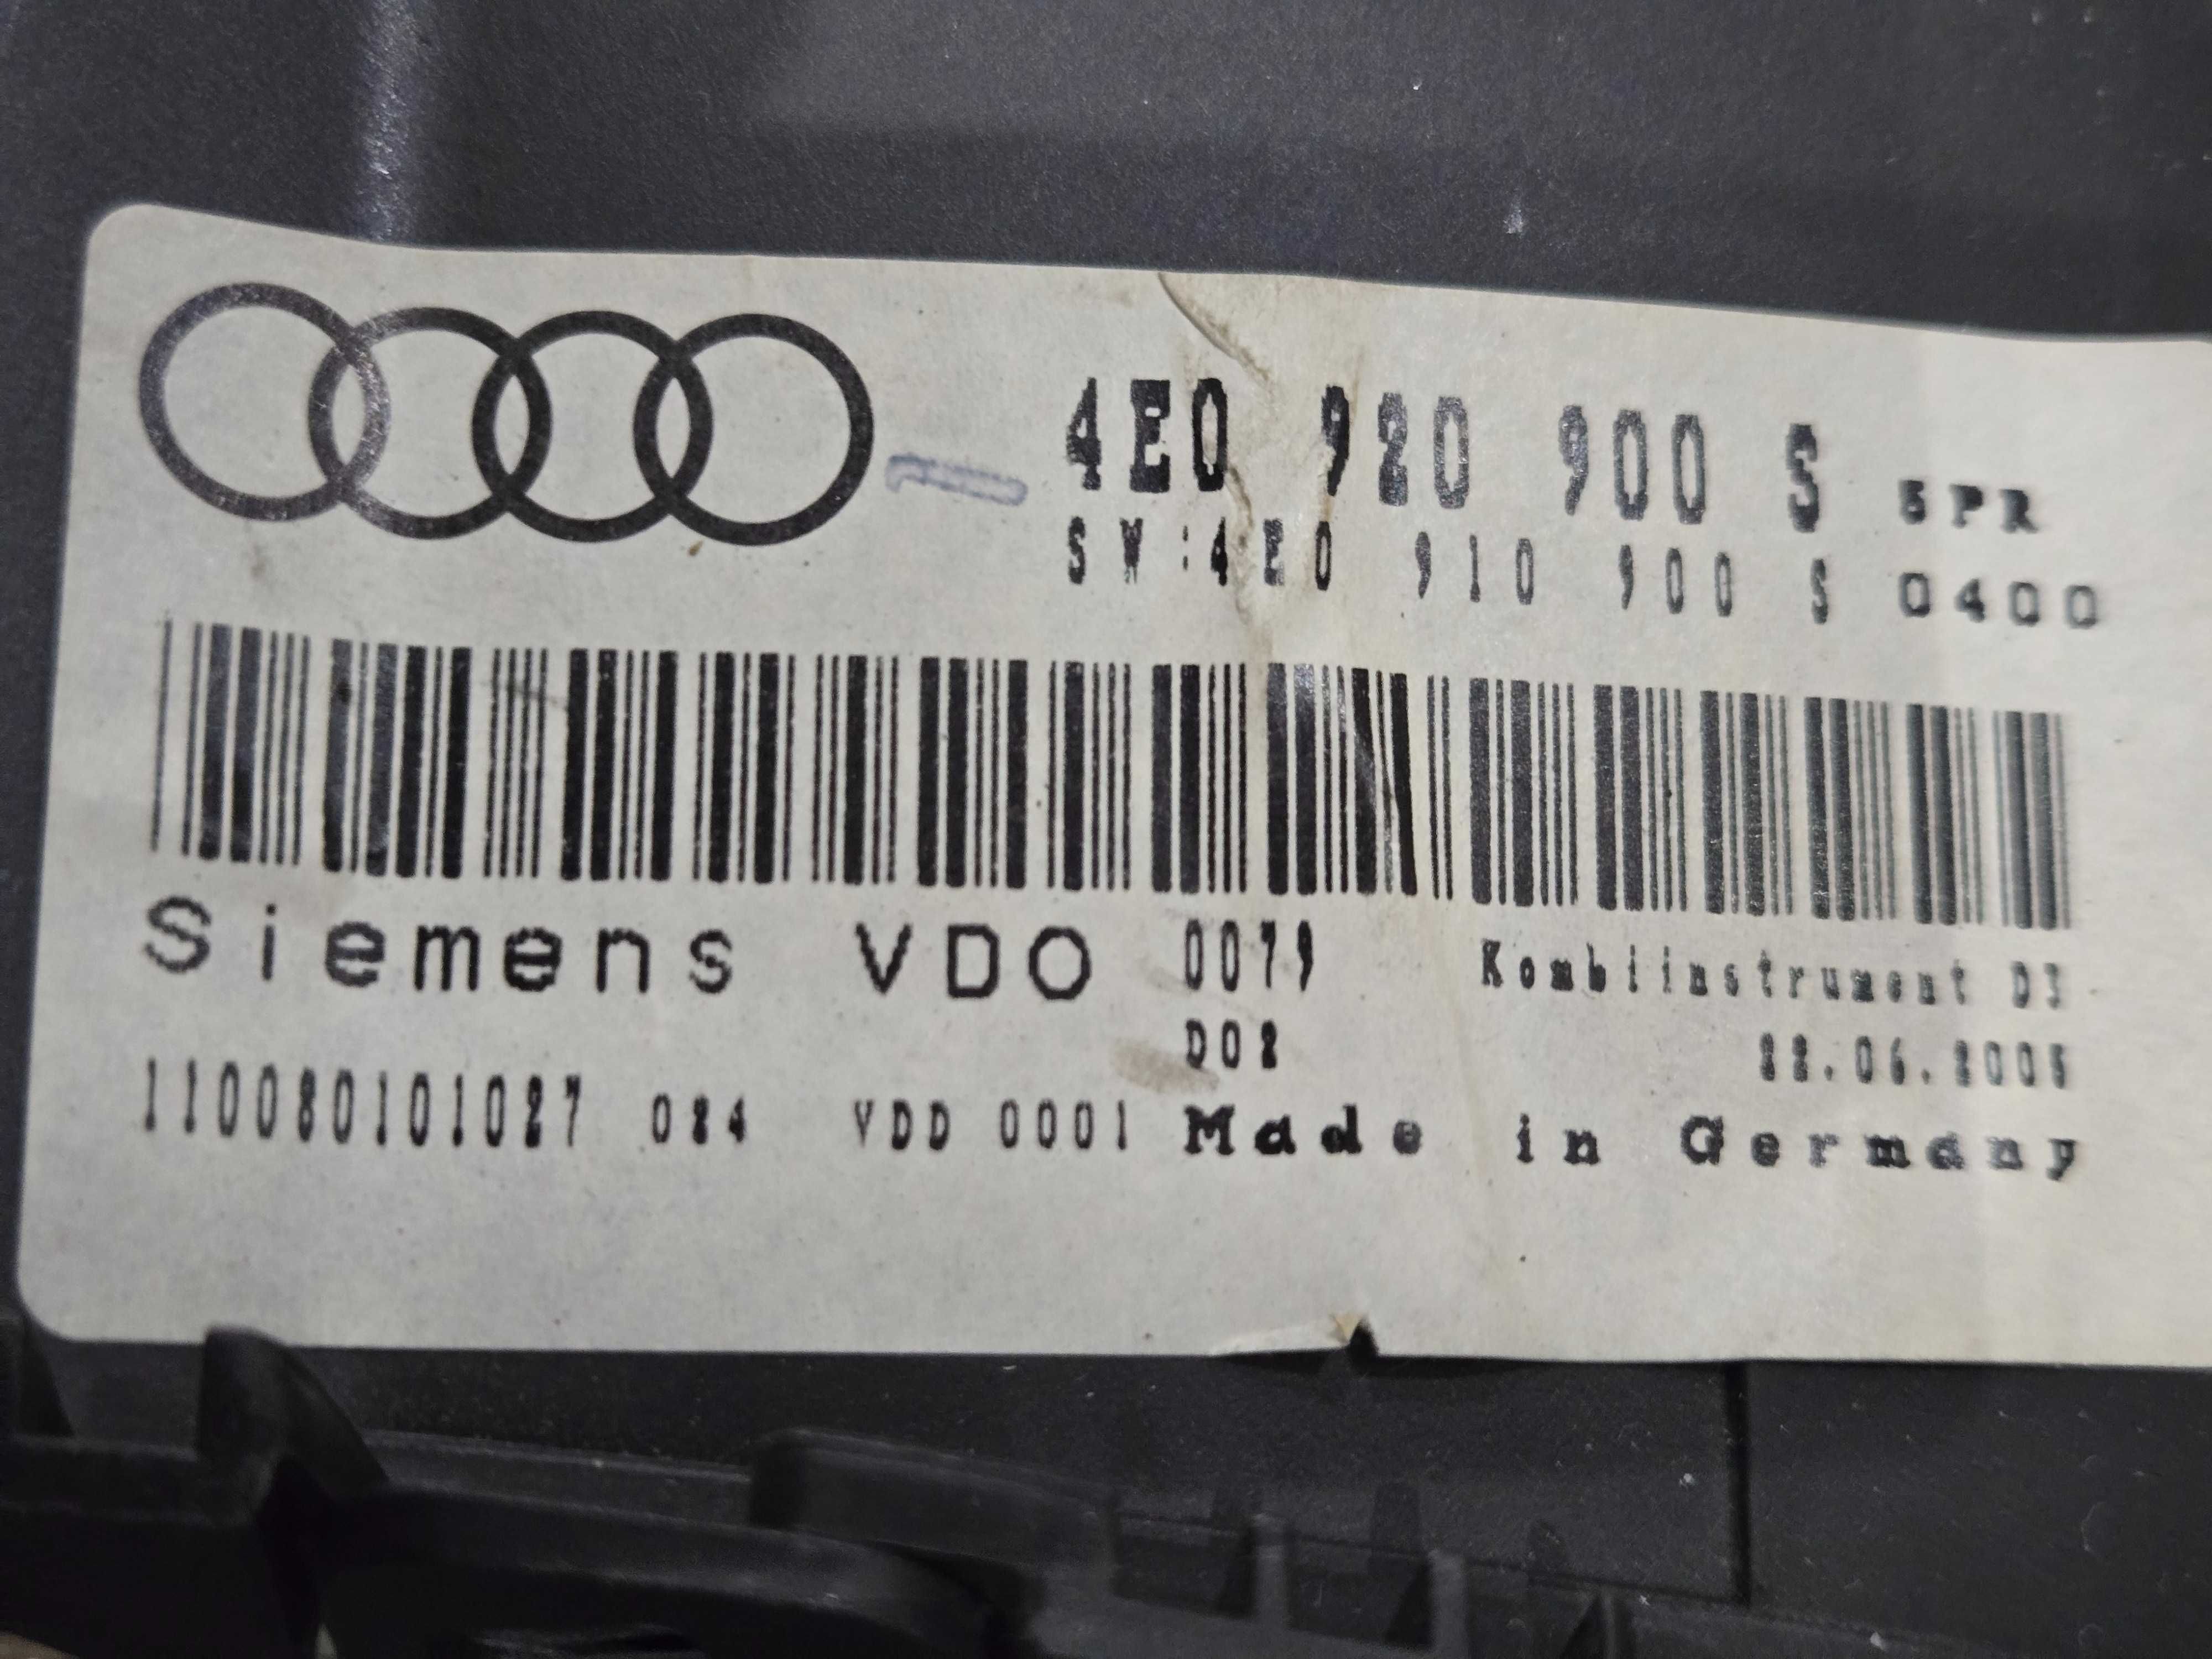 4E0 920 900 S 5PR
SW:4E0 910 900 S 0400
Siemens VDO 0079 Kombiinstrument D3
D02 22.06.2005
110080101027 024 VDD 0001 Made in Germany